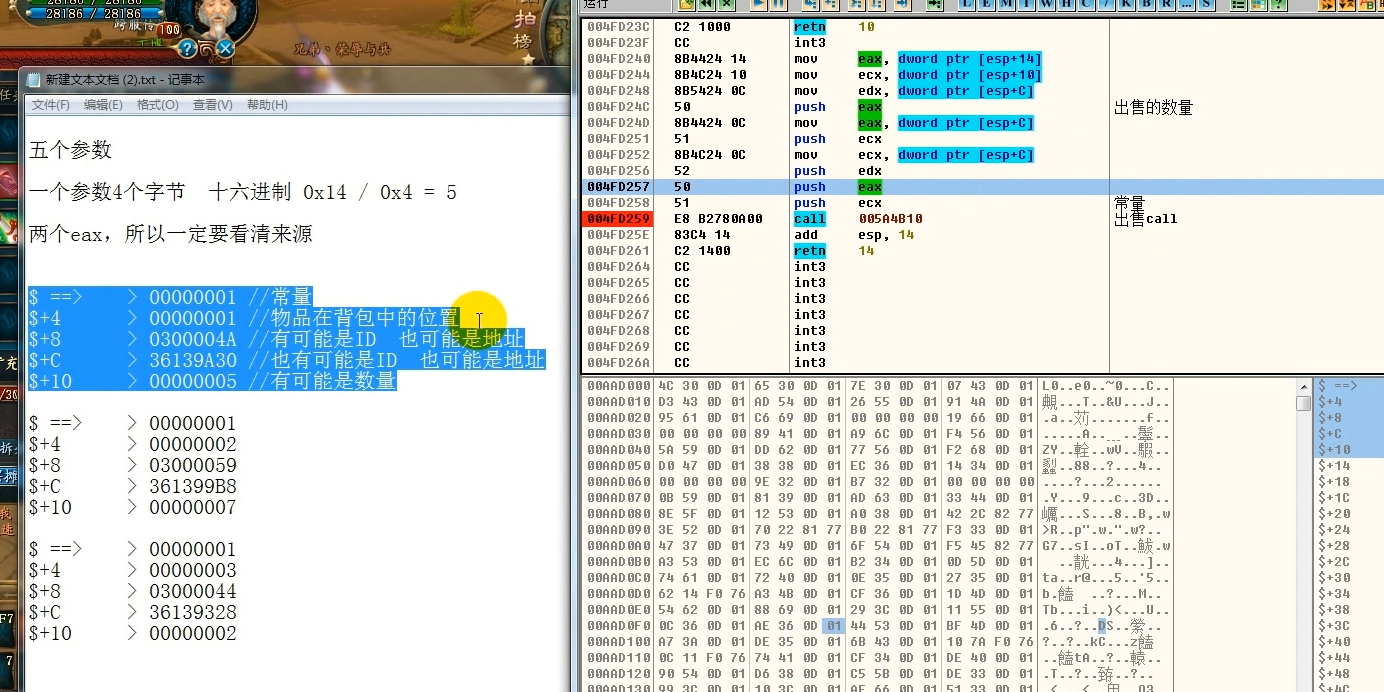 28186 / 28186
28186 / 28186
100
兄弟·荣辱与共
拍
榜
新建文本文档 (2).txt - 记事本
文件(F) 编辑(E) 格式(O) 查看(V) 帮助(H)
五个参数
一个参数4个字节 十六进制 0x14 / 0x4 = 5
两个eax，所以一定要看清来源
$ ==> > 00000001 //常量
$+4 > 00000001 //物品在背包中的位置
$+8 > 0300004A //有可能是ID 也可能是地址
$+C > 36139A30 //也有可能是ID 也可能是地址
$+10 > 00000005 //有可能是数量
$ ==> > 00000001
$+4 > 00000002
$+8 > 03000059
$+C > 361399B8
$+10 > 00000007
$ ==> > 00000001
$+4 > 00000003
$+8 > 03000044
$+C > 36139328
$+10 > 00000002
运行
L E M T W H C / K B R ... S
004FD23C C2 1000 retn 10
004FD23F CC int3
004FD240 8B4424 14 mov eax, dword ptr [esp+14]
004FD244 8B4C24 10 mov ecx, dword ptr [esp+10]
004FD248 8B5424 0C mov edx, dword ptr [esp+C]
004FD24C 50 push eax 出售的数量
004FD24D 8B4424 0C mov eax, dword ptr [esp+C]
004FD251 51 push ecx
004FD252 8B4C24 0C mov ecx, dword ptr [esp+C]
004FD256 52 push edx
004FD257 50 push eax
004FD258 51 push ecx 常量
004FD259 E8 B2780A00 call 005A4B10 出售call
004FD25E 83C4 14 add esp, 14
004FD261 C2 1400 retn 14
004FD264 CC int3
004FD265 CC int3
004FD266 CC int3
004FD267 CC int3
004FD268 CC int3
004FD269 CC int3
004FD26A CC int3
00AAD000 4C 30 0D 01 65 30 0D 01 7E 30 0D 01 07 43 0D 01 L0..e0..~0...C..
00AAD010 D3 43 0D 01 AD 54 0D 01 26 55 0D 01 91 4A 0D 01
00AAD020 95 61 0D 01 C6 69 0D 01 00 00 00 00 19 66 0D 01
00AAD030 00 00 00 00 89 41 0D 01 A9 6C 0D 01 F4 56 0D 01
00AAD040 5A 59 0D 01 DD 62 0D 01 77 56 0D 01 F2 68 0D 01
00AAD050 D0 47 0D 01 38 38 0D 01 EC 36 0D 01 14 34 0D 01
00AAD060 00 00 00 00 9E 32 0D 01 B7 32 0D 01 00 00 00 00
00AAD070 0B 59 0D 01 81 39 0D 01 AD 63 0D 01 33 44 0D 01
00AAD080 8E 5F 0D 01 12 53 0D 01 A0 38 0D 01 42 2C 82 77
00AAD090 3E 52 0D 01 70 22 81 77 B0 22 81 77 F3 33 0D 01
00AAD0A0 47 37 0D 01 73 49 0D 01 6F 54 0D 01 F5 45 82 77
00AAD0B0 A3 53 0D 01 EC 6C 0D 01 B2 34 0D 01 0D 5D 0D 01
00AAD0C0 74 61 0D 01 72 40 0D 01 0E 35 0D 01 27 35 0D 01
00AAD0D0 62 14 F0 76 A3 4B 0D 01 CF 36 0D 01 1D 4D 0D 01
00AAD0E0 54 62 0D 01 88 69 0D 01 29 3C 0D 01 11 55 0D 01
00AAD0F0 0C 36 0D 01 AE 36 0D 01 44 53 0D 01 BF 4D 0D 01
00AAD100 A7 3A 0D 01 DE 35 0D 01 6B 43 0D 01 10 7A F0 76
00AAD110 0C 11 F0 76 74 41 0D 01 CF 34 0D 01 DE 40 0D 01
00AAD120 90 54 0D 01 D6 38 0D 01 C5 5B 0D 01 DE 33 0D 01
$ ==>
$+4
$+8
$+C
$+10
$+14
$+18
$+1C
$+20
$+24
$+28
$+2C
$+30
$+34
$+38
$+3C
$+40
$+44
$+48